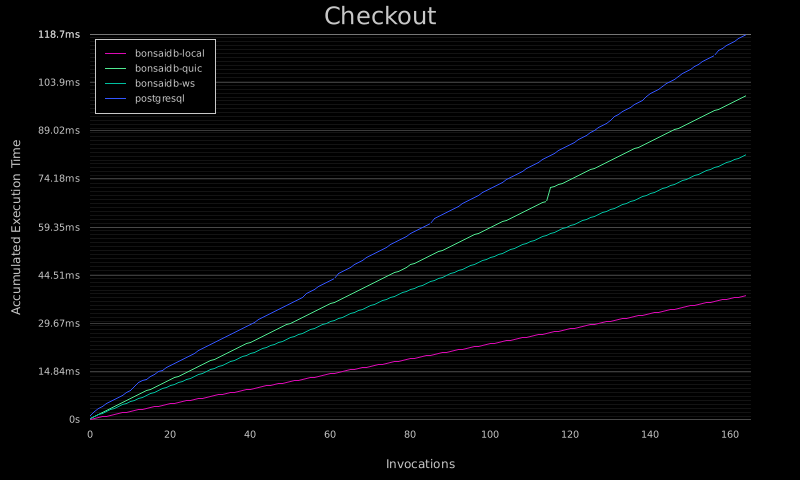 Checkout
118.7ms
bonsaidb-local
bonsaidb-quic
bonsaidb-ws
postgresql
103.9ms
89.02ms
74.18ms
59.35ms
44.51ms
29.67ms
14.84ms
0s
Accumulated Execution Time
0 20 40 60 80 100 120 140 160
Invocations